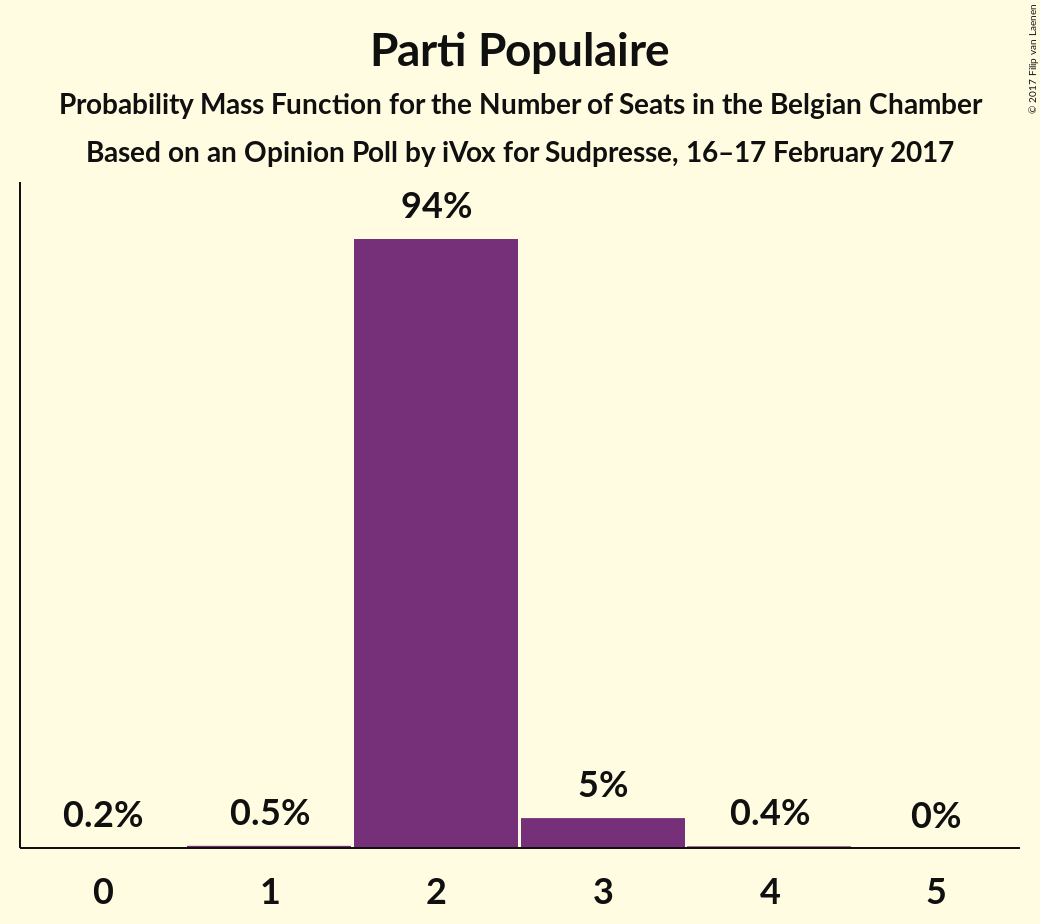 Parti Populaire
Probability Mass Function for the Number of Seats in the Belgian Chamber
Based on an Opinion Poll by iVox for Sudpresse, 16–17 February 2017
© 2017 Filip van Laenen
94%
5%
0.2% 0.5% 0.4% 0%
0 1 2 3 4 5